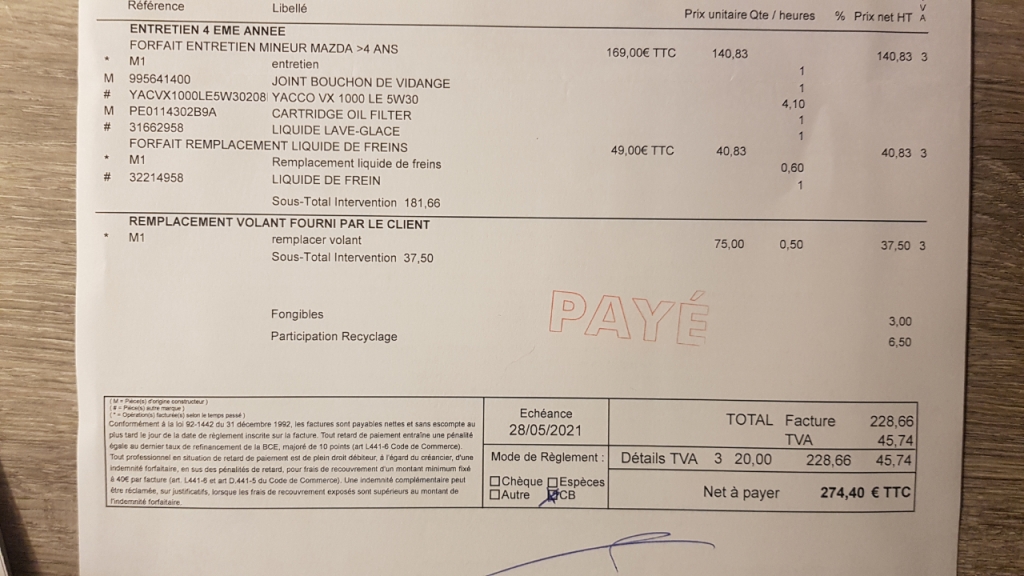 Référence Libellé Prix unitaire Qte / heures % Prix net HT V A
ENTRETIEN 4 EME ANNEE
FORFAIT ENTRETIEN MINEUR MAZDA >4 ANS 169,00€ TTC 140,83 140,83 3
* M1 entretien 1
M 995641400 JOINT BOUCHON DE VIDANGE 1
# YACVX1000LE5W30208 YACCO VX 1000 LE 5W30 4,10
M PE0114302B9A CARTRIDGE OIL FILTER 1
# 31662958 LIQUIDE LAVE-GLACE 1
FORFAIT REMPLACEMENT LIQUIDE DE FREINS 49,00€ TTC 40,83 40,83 3
* M1 Remplacement liquide de freins 0,60
# 32214958 LIQUIDE DE FREIN 1
Sous-Total Intervention 181,66
REMPLACEMENT VOLANT FOURNI PAR LE CLIENT
* M1 remplacer volant 75,00 0,50 37,50 3
Sous-Total Intervention 37,50
PAYÉ
Fongibles 3,00
Participation Recyclage 6,50
( M = Pièce(s) d'origine constructeur )
( # = Pièce(s) autre marque )
( * = Opération(s) facturée(s) selon le temps passé )
Conformément à la loi 92-1442 du 31 décembre 1992, les factures sont payables nettes et sans escompte au
plus tard le jour de la date de règlement inscrite sur la facture. Tout retard de paiement entraîne une pénalité
égale au dernier taux de refinancement de la BCE, majoré de 10 points (art L441-6 Code de Commerce).
Tout professionnel en situation de retard de paiement est de plein droit débiteur, à l'égard du créancier, d'une
indemnité forfaitaire, en sus des pénalités de retard, pour frais de recouvrement d'un montant minimum fixé
à 40€ par facture (art. L441-6 et art D.441-5 du Code de Commerce). Une indemnité complémentaire peut
être réclamée, sur justificatifs, lorsque les frais de recouvrement exposés sont supérieurs au montant de
l'indemnité forfaitaire.
Echéance
28/05/2021
Mode de Règlement :
Chèque Espèces
Autre CB
TOTAL Facture 228,66
TVA 45,74
Détails TVA 3 20,00 228,66 45,74
Net à payer 274,40 € TTC